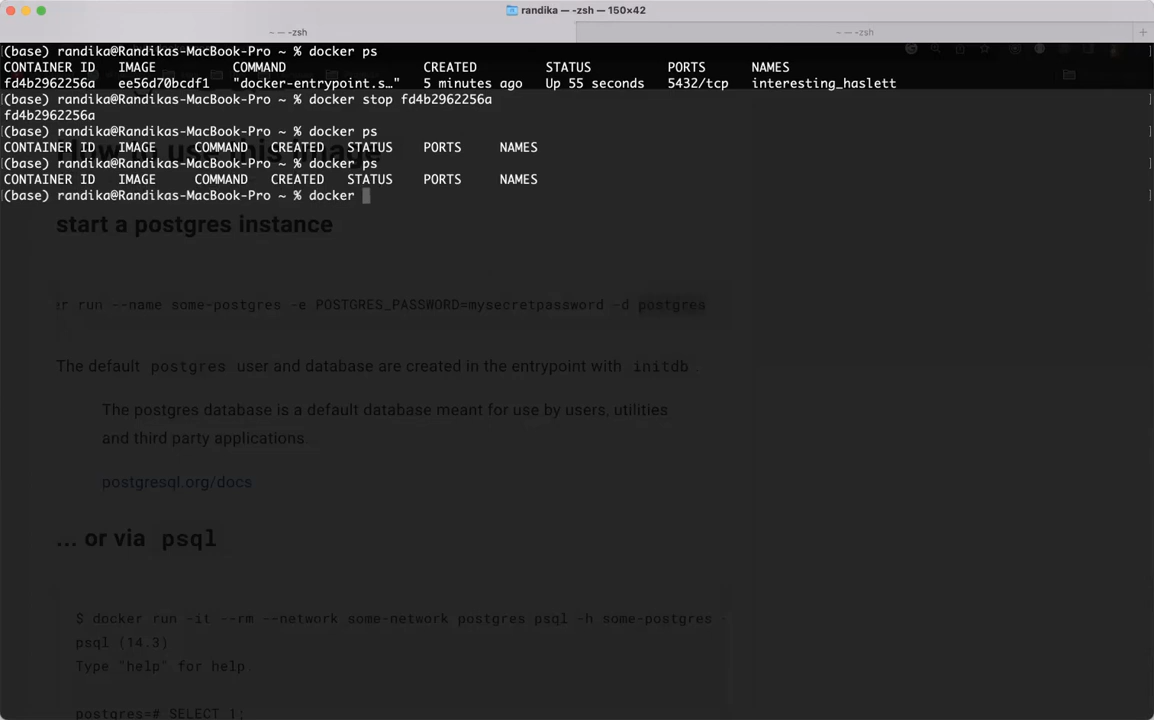 randika — -zsh — 150×42
~ — -zsh
~ — -zsh
+
(base) randika@Randikas-MacBook-Pro ~ % docker ps
CONTAINER ID IMAGE COMMAND CREATED STATUS PORTS NAMES
fd4b2962256a ee56d70bcdf1 "docker-entrypoint.s…" 5 minutes ago Up 55 seconds 5432/tcp interesting_haslett
(base) randika@Randikas-MacBook-Pro ~ % docker stop fd4b2962256a
fd4b2962256a
(base) randika@Randikas-MacBook-Pro ~ % docker ps
CONTAINER ID IMAGE COMMAND CREATED STATUS PORTS NAMES
(base) randika@Randikas-MacBook-Pro ~ % docker ps
CONTAINER ID IMAGE COMMAND CREATED STATUS PORTS NAMES
(base) randika@Randikas-MacBook-Pro ~ % docker
How to use this image
start a postgres instance
er run --name some-postgres -e POSTGRES_PASSWORD=mysecretpassword -d postgres
The default postgres user and database are created in the entrypoint with initdb .
The postgres database is a default database meant for use by users, utilities
and third party applications.
postgresql.org/docs
... or via psql
$ docker run -it --rm --network some-network postgres psql -h some-postgres -
psql (14.3)
Type "help" for help
postgres=# SELECT 1;